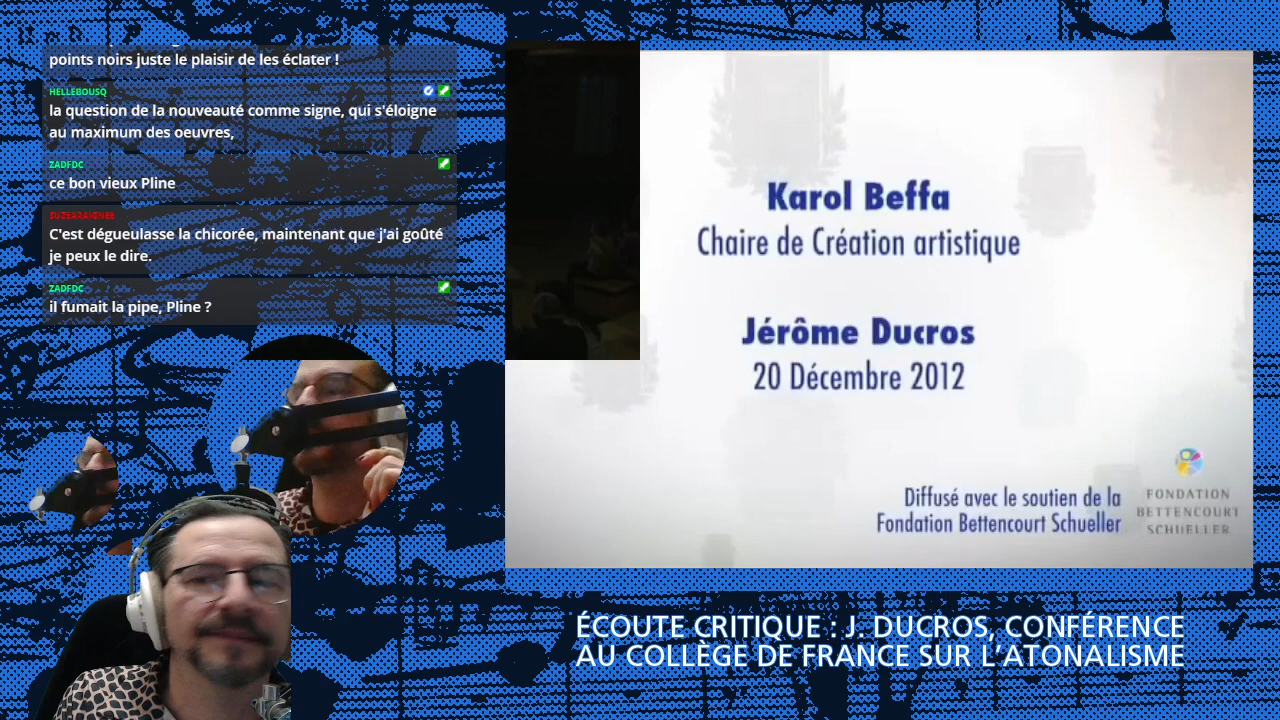 points noirs juste le plaisir de les éclater !
HELLEBOUSQ
la question de la nouveauté comme signe, qui s'éloigne
au maximum des oeuvres,
ZADFDC
ce bon vieux Pline
SUZEARAIGNEE
C'est dégueulasse la chicorée, maintenant que j'ai goûté
je peux le dire.
ZADFDC
il fumait la pipe, Pline ?
Karol Beffa
Chaire de Création artistique
Jérôme Ducros
20 Décembre 2012
Diffusé avec le soutien de la
Fondation Bettencourt Schueller
FONDATION
BETTENCOURT
SCHUELLER
ÉCOUTE CRITIQUE : J. DUCROS, CONFÉRENCE
AU COLLÈGE DE FRANCE SUR L'ATONALISME